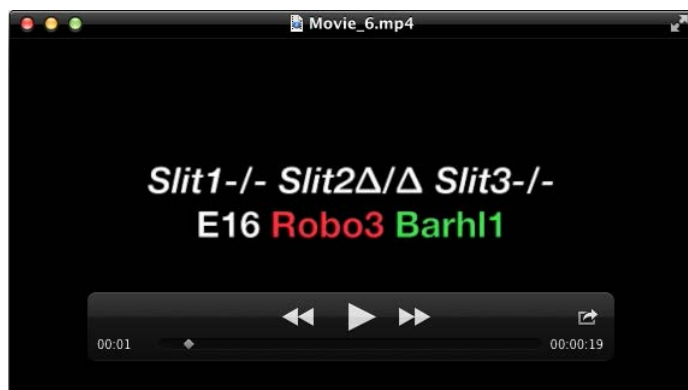 Movie_6.mp4
Slit1-/- Slit2Δ/Δ Slit3-/-
E16 Robo3 Barhl1
00:01 00:00:19